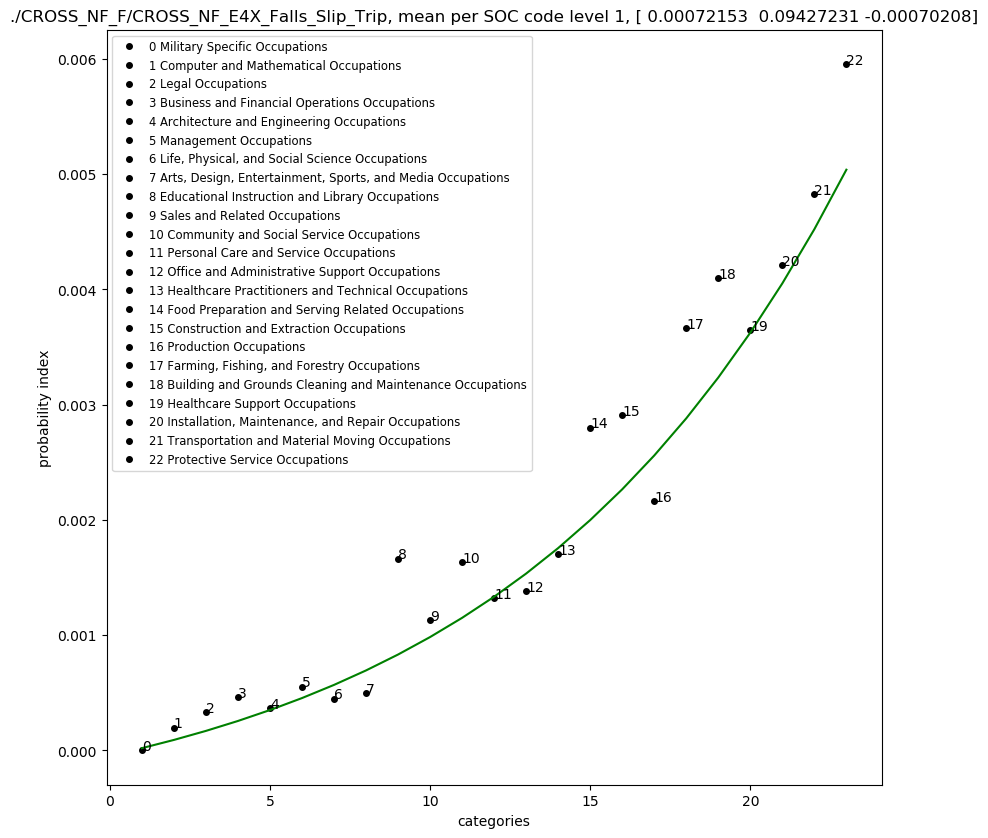 ./CROSS_NF_F/CROSS_NF_E4X_Falls_Slip_Trip, mean per SOC code level 1, [ 0.00072153  0.09427231 -0.00070208]
0 Military Specific Occupations
1 Computer and Mathematical Occupations
2 Legal Occupations
3 Business and Financial Operations Occupations
4 Architecture and Engineering Occupations
5 Management Occupations
6 Life, Physical, and Social Science Occupations
7 Arts, Design, Entertainment, Sports, and Media Occupations
8 Educational Instruction and Library Occupations
9 Sales and Related Occupations
10 Community and Social Service Occupations
11 Personal Care and Service Occupations
12 Office and Administrative Support Occupations
13 Healthcare Practitioners and Technical Occupations
14 Food Preparation and Serving Related Occupations
15 Construction and Extraction Occupations
16 Production Occupations
17 Farming, Fishing, and Forestry Occupations
18 Building and Grounds Cleaning and Maintenance Occupations
19 Healthcare Support Occupations
20 Installation, Maintenance, and Repair Occupations
21 Transportation and Material Moving Occupations
22 Protective Service Occupations
probability index
0.006
0.005
0.004
0.003
0.002
0.001
0.000
0
1
2
3
4
5
6
7
8
9
10
11
12
13
14
15
16
17
18
19
20
21
22
0
5
10
15
20
categories